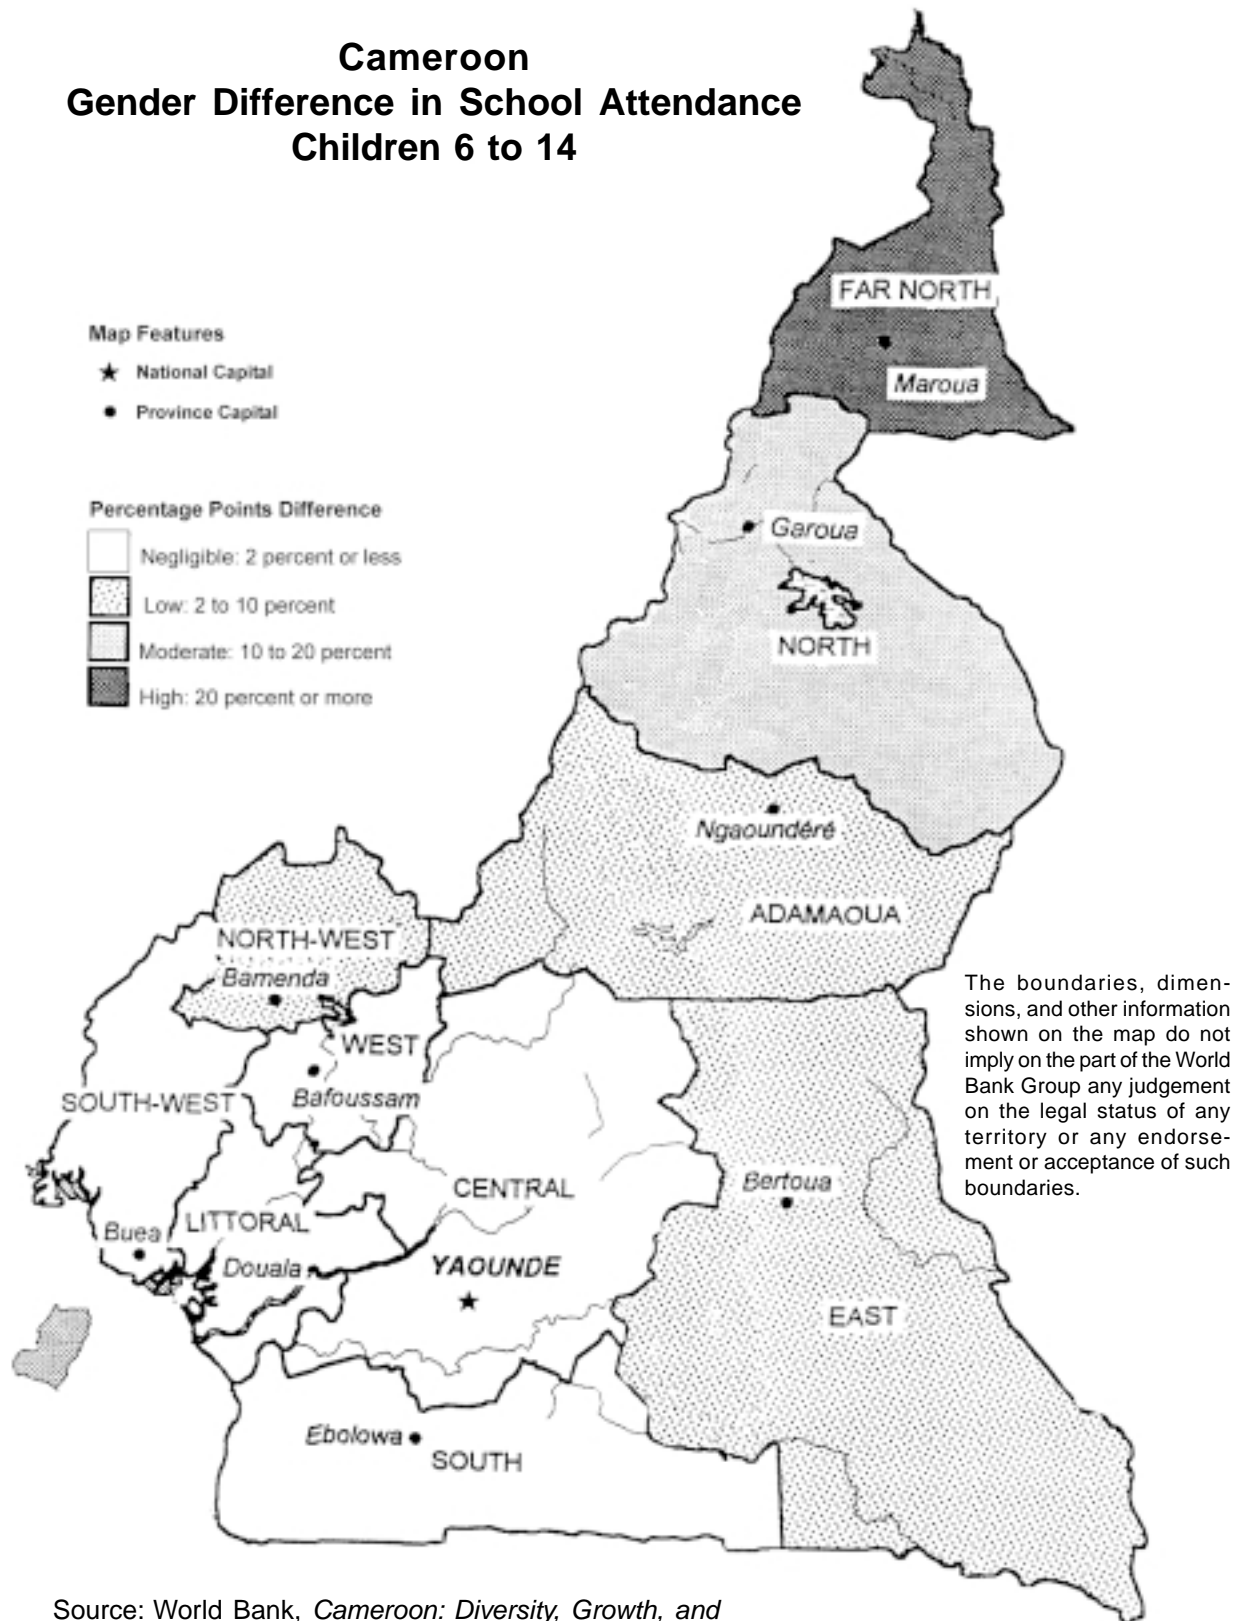 Cameroon
Gender Difference in School Attendance
Children 6 to 14
FAR NORTH
Maroua
Map Features
National Capital
Province Capital
Percentage Points Difference
Negligible: 2 percent or less
Low: 2 to 10 percent
Moderate: 10 to 20 percent
High: 20 percent or more
Garoua
NORTH
Ngaoundéré
ADAMAOUA
NORTH-WEST
Bamenda
WEST
Bafoussam
SOUTH-WEST
The boundaries, dimen-
sions, and other information
shown on the map do not
imply on the part of the World
Bank Group any judgement
on the legal status of any
territory or any endorse-
ment or acceptance of such
boundaries.
CENTRAL
Bertoua
LITTORAL
Buea
Douala
YAOUNDE
EAST
Ebolowa
SOUTH
Source: World Bank, Cameroon: Diversity, Growth, and